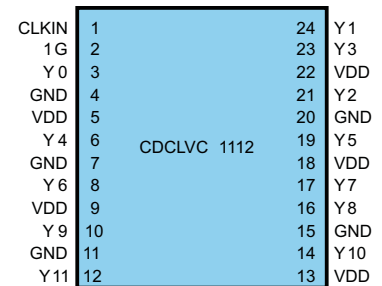 CLKIN 1 24 Y1
1G 2 23 Y3
Y0 3 22 VDD
GND 4 21 Y2
VDD 5 20 GND
Y4 6 19 Y5
CDCLVC 1112
GND 7 18 VDD
Y6 8 17 Y7
VDD 9 16 Y8
Y9 10 15 GND
GND 11 14 Y10
Y11 12 13 VDD